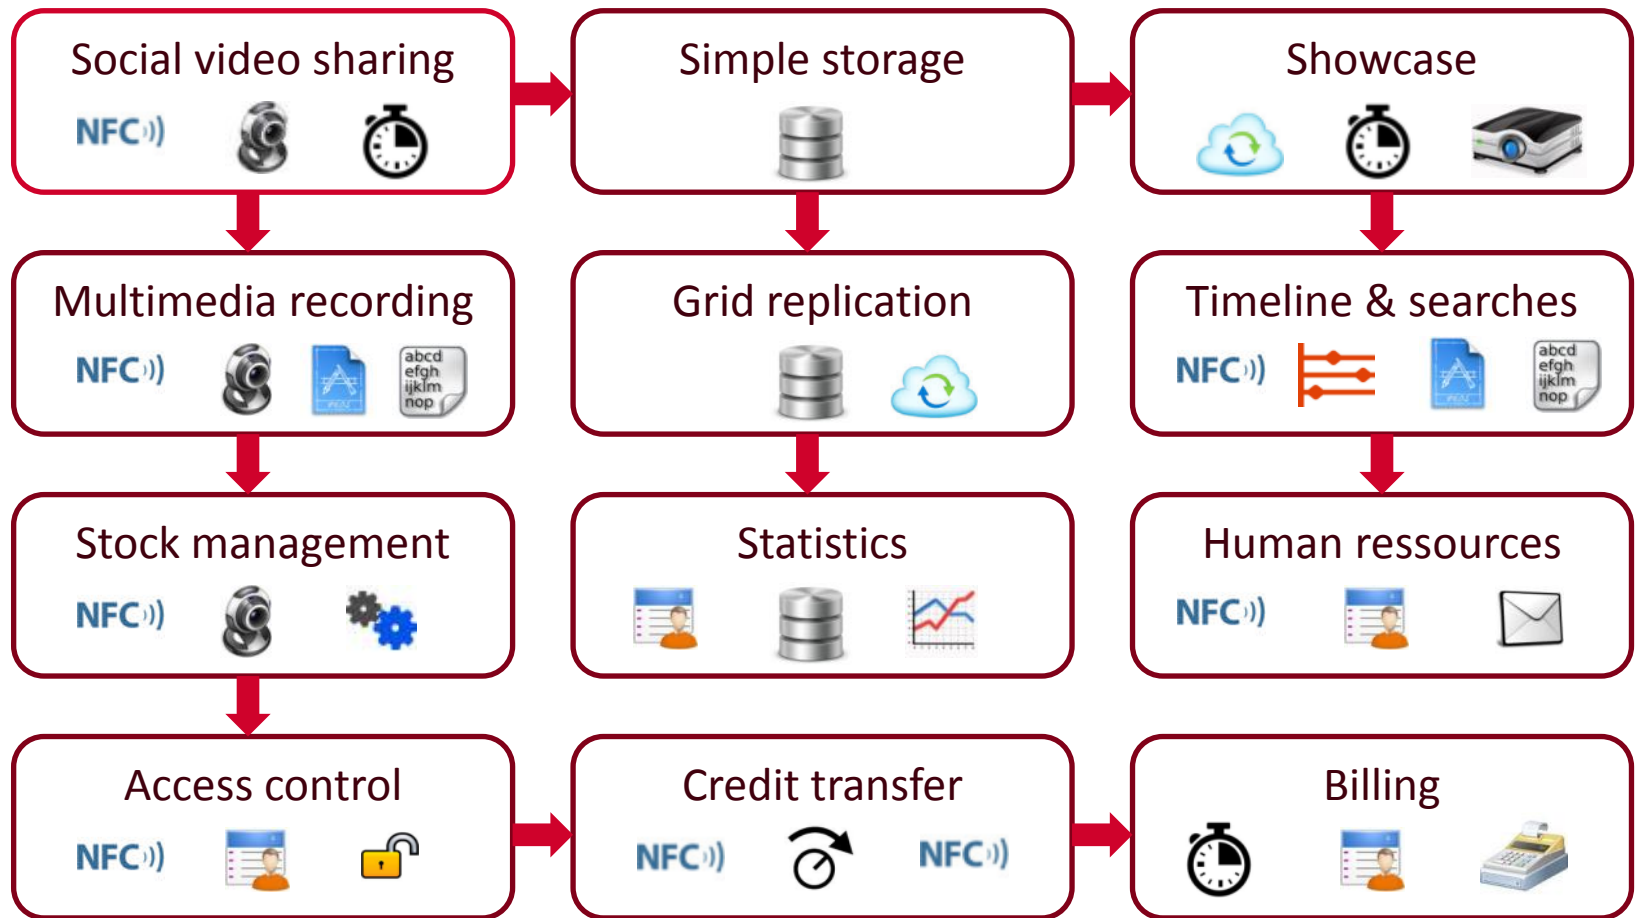 Social video sharing
NFC
Simple storage
Showcase
Multimedia recording
NFC
abcd
efgh
ijklm
nop
Grid replication
Timeline & searches
NFC
abcd
efgh
ijklm
nop
Stock management
NFC
Statistics
Human ressources
NFC
Access control
NFC
Credit transfer
NFC
NFC
Billing